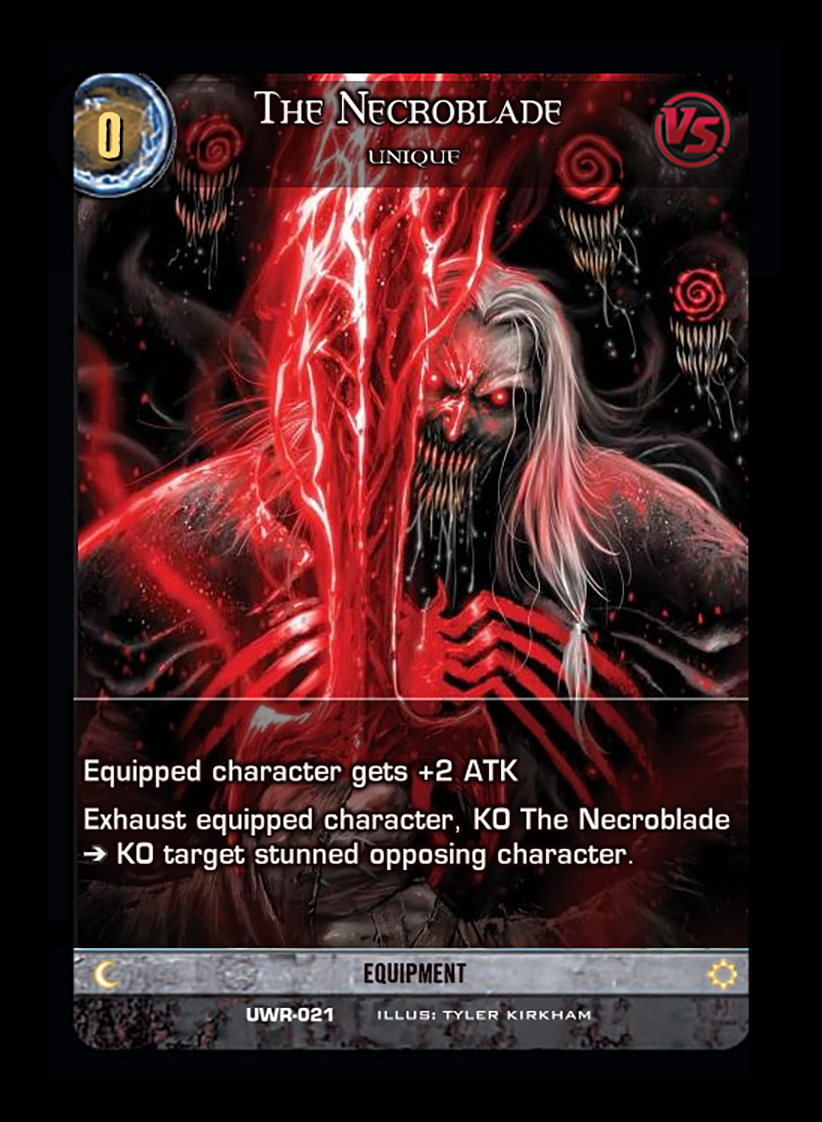 0
The Necroblade
VS
UNIQUE
Equipped character gets +2 ATK
Exhaust equipped character, KO The Necroblade
➔ KO target stunned opposing character.
EQUIPMENT
UWR-021 ILLUS: TYLER KIRKHAM